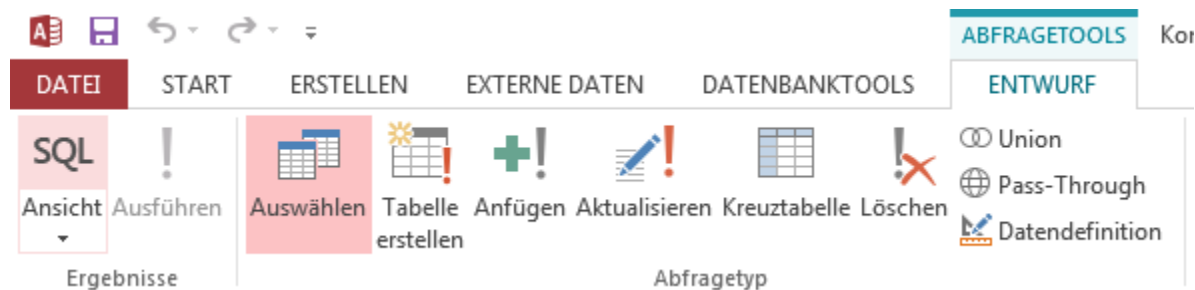 ABFRAGETOOLS Kor
DATEI START ERSTELLEN EXTERNE DATEN DATENBANKTOOLS ENTWURF
SQL
Ansicht Ausführen Auswählen Tabelle erstellen Anfügen Aktualisieren Kreuztabelle Löschen
Union
Pass-Through
Datendefinition
Ergebnisse Abfragetyp